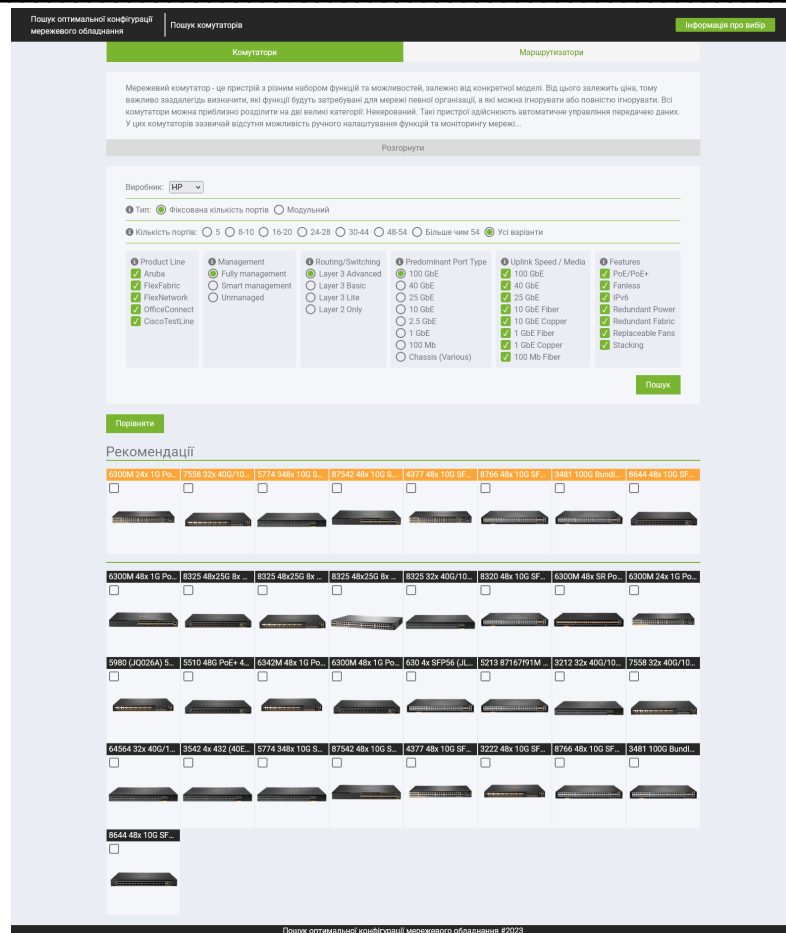 Пошук оптимальної конфігурації
мережевого обладнання
Пошук комутаторів
Інформація про вибір
Комутатори
Маршрутизатори
Мережевий комутатор - це пристрій з різним набором функцій та можливостей, залежно від конкретної моделі. Від цього залежить ціна, тому
важливо заздалегідь визначити, які функції будуть затребувані для мережі певної організації, а які можна ігнорувати або повністю ігнорувати. Всі
комутатори можна приблизно розділити на дві великі категорії: Некерований. Такі пристрої здійснюють автоматичне управління передачею даних.
У цих комутаторів зазвичай відсутня можливість ручного налаштування функцій та моніторингу мережі...
Розгорнути
Виробник: HP
Тип: Фіксована кількість портів Модульний
Кількість портів: 5 8-10 16-20 24-28 30-44 48-54 Більше чим 54 Усі варіанти
Product Line
Aruba
FlexFabric
FlexNetwork
OfficeConnect
CiscoTestLine
Management
Fully management
Smart management
Unmanaged
Routing/Switching
Layer 3 Advanced
Layer 3 Basic
Layer 3 Lite
Layer 2 Only
Predominant Port Type
100 GbE
40 GbE
25 GbE
10 GbE
2.5 GbE
1 GbE
100 Mb
Chassis (Various)
Uplink Speed / Media
100 GbE
40 GbE
25 GbE
10 GbE Fiber
10 GbE Copper
1 GbE Fiber
1 GbE Copper
100 Mb Fiber
Features
PoE/PoE+
Fanless
IPv6
Redundant Power
Redundant Fabric
Replaceable Fans
Stacking
Пошук
Порівняти
Рекомендації
6300M 24x 1G Po... 7558 32x 40G/10... 5774 348x 10G S... 87542 48x 10G S... 4377 48x 10G SF... 8766 48x 10G SF... 3481 100G Bundl... 8644 48x 10G SF...
6300M 48x 1G Po... 8325 48x25G 8x ... 8325 48x25G 8x ... 8325 48x25G 8x ... 8325 32x 40G/10... 8320 48x 10G SF... 6300M 48x SR Po... 6300M 24x 1G Po...
5980 (JQ026A) 5... 5510 48G PoE+ 4... 6342M 48x 1G Po... 6300M 48x 1G Po... 630 4x SFP56 (JL... 5213 87167f91M ... 3212 32x 40G/10... 7558 32x 40G/10...
64564 32x 40G/1... 3542 4x 432 (40E... 5774 348x 10G S... 87542 48x 10G S... 4377 48x 10G SF... 3222 48x 10G SF... 8766 48x 10G SF... 3481 100G Bundl...
8644 48x 10G SF...
Пошук оптимальної конфігурації мережевого обладнання #2023